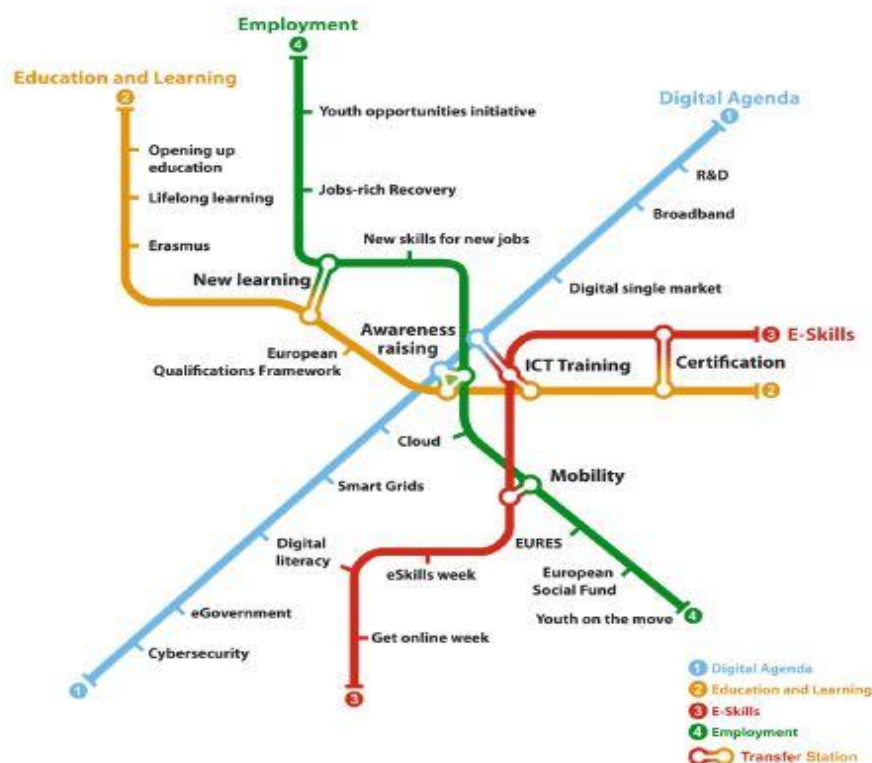 Employment
4
Education and Learning
2
Digital Agenda
1
Youth opportunities initiative
Opening up
education
R&D
Lifelong learning
Jobs-rich Recovery
Broadband
Erasmus
New skills for new jobs
New learning
Digital single market
Awareness
raising
3 E-Skills
European
Qualifications Framework
ICT Training
Certification
2
Cloud
Mobility
Smart Grids
Digital
literacy
EURES
eSkills week
European
Social Fund
eGovernment
Youth on the move
4
Get online week
Cybersecurity
1
3
1 Digital Agenda
2 Education and Learning
3 E-Skills
4 Employment
Transfer Station